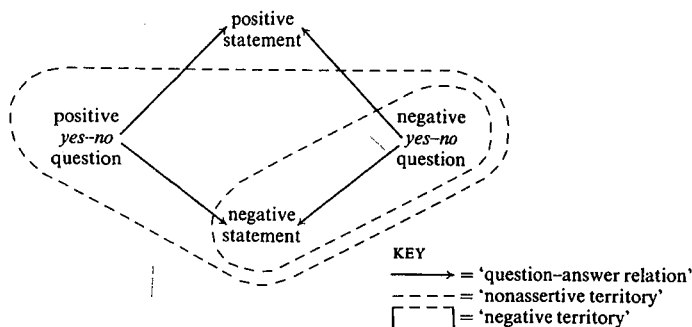 positive
statement
positive
yes–no
question
negative
yes–no
question
negative
statement
KEY
= 'question–answer relation'
= 'nonassertive territory'
= 'negative territory'